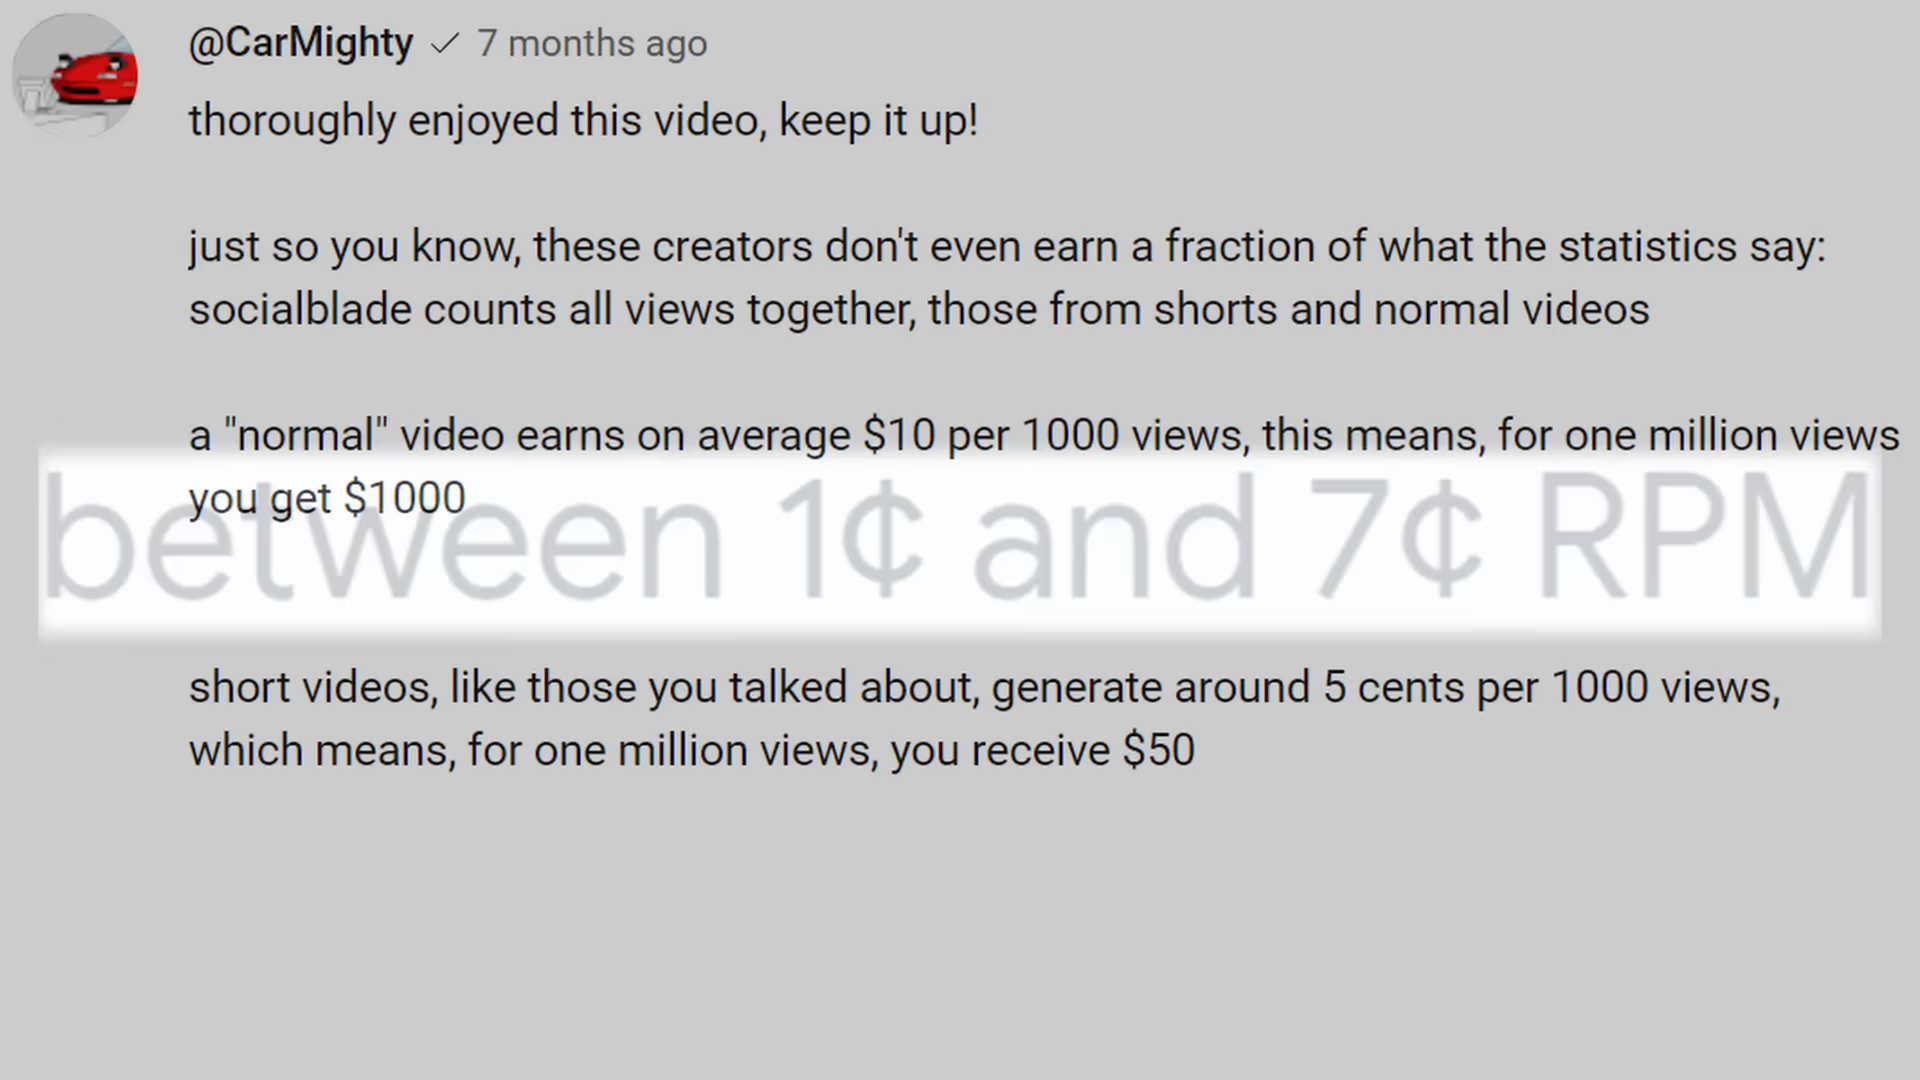 @CarMighty ✓ 7 months ago
thoroughly enjoyed this video, keep it up!
just so you know, these creators don't even earn a fraction of what the statistics say:
socialblade counts all views together, those from shorts and normal videos
a "normal" video earns on average $10 per 1000 views, this means, for one million views
you get $1000
between 1¢ and 7¢ RPM
short videos, like those you talked about, generate around 5 cents per 1000 views,
which means, for one million views, you receive $50